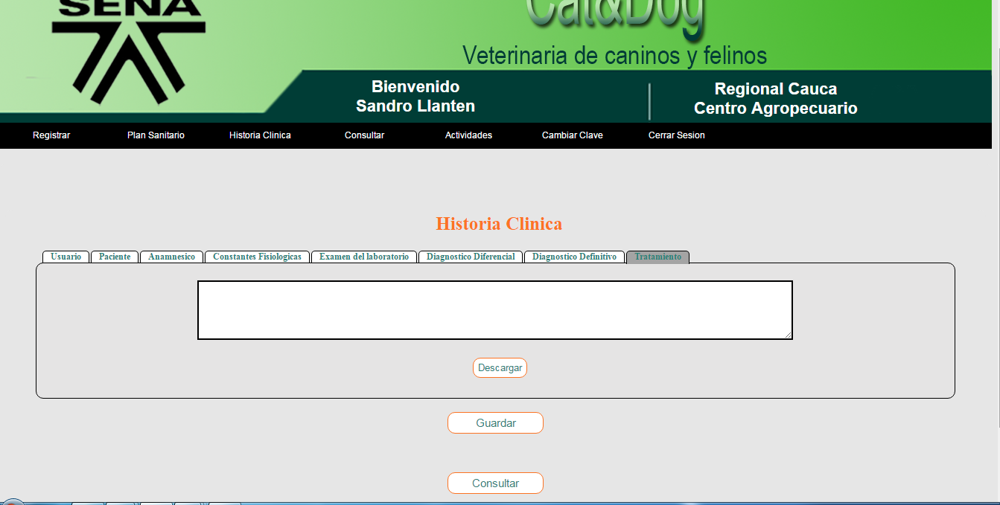 SENA
Cat&Dog
Veterinaria de caninos y felinos
Bienvenido
Sandro Llanten
Regional Cauca
Centro Agropecuario
Registrar Plan Sanitario Historia Clinica Consultar Actividades Cambiar Clave Cerrar Sesion
Historia Clinica
Usuario Paciente Anamnesico Constantes Fisiologicas Examen del laboratorio Diagnostico Diferencial Diagnostico Definitivo Tratamiento
Descargar
Guardar
Consultar